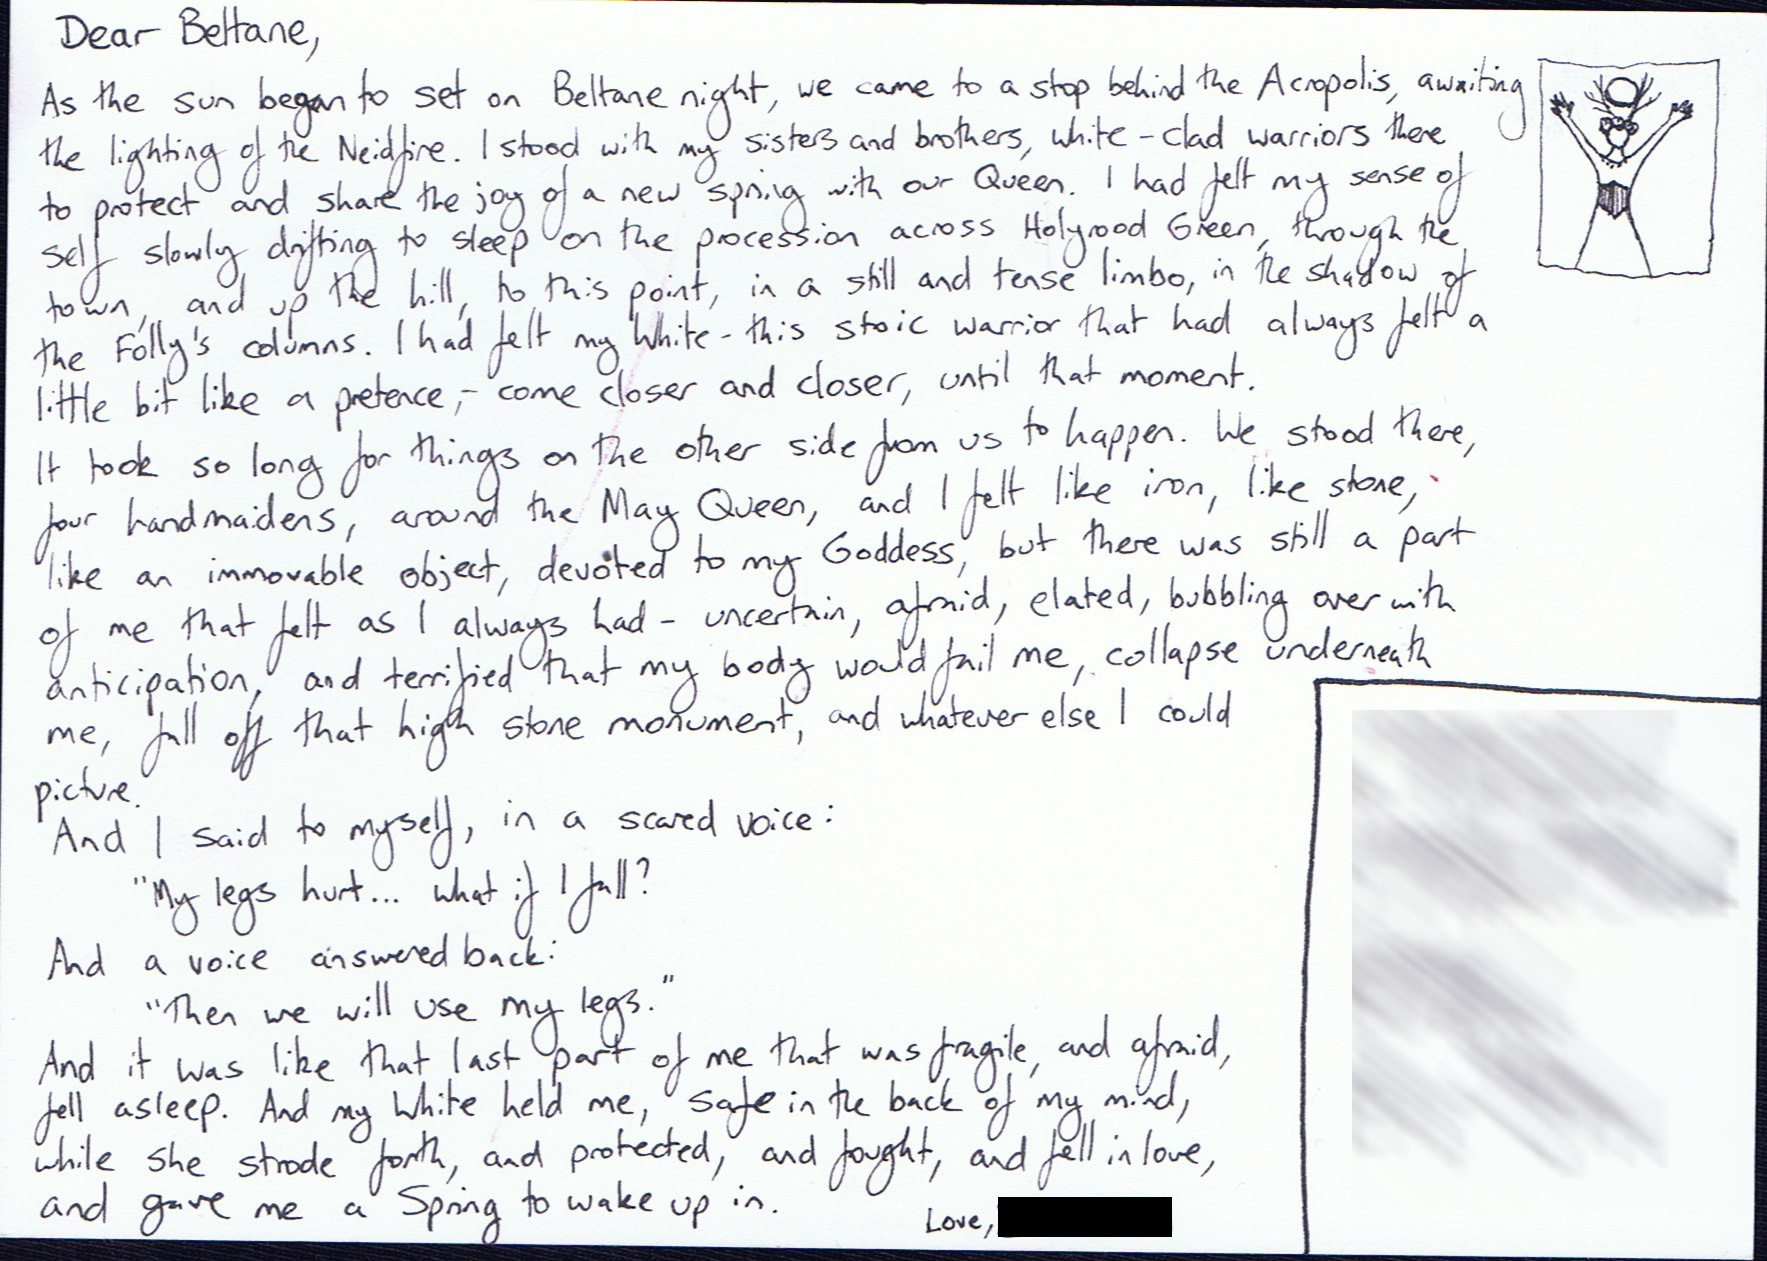 Dear Beltane,
As the sun began to set on Beltane night, we came to a stop behind the Acropolis, awaiting
the lighting of the Neidfire. I stood with my sisters and brothers, white-clad warriors there
to protect and share the joy of a new spring with our Queen. I had felt my sense of
self slowly drifting to sleep on the procession across Holyrood Green, through the
town, and up the hill, to this point, in a still and tense limbo, in the shadow of
the Folly's columns. I had felt my White - this stoic warrior that had always felt a
little bit like a pretence, - come closer and closer, until that moment.
It took so long for things on the other side from us to happen. We stood there,
four handmaidens, around the May Queen, and I felt like iron, like stone,
like an immovable object, devoted to my Goddess, but there was still a part
of me that felt as I always had - uncertain, afraid, elated, bubbling over with
anticipation, and terrified that my body would fail me, collapse underneath
me, fall off that high stone monument, and whatever else I could
picture.
And I said to myself, in a scared voice:
"My legs hurt... what if I fall?
And a voice answered back:
"Then we will use my legs."
And it was like that last part of me that was fragile, and afraid,
fell asleep. And my White held me, safe in the back of my mind,
while she strode forth, and protected, and fought, and fell in love,
and gave me a Spring to wake up in.
Love,